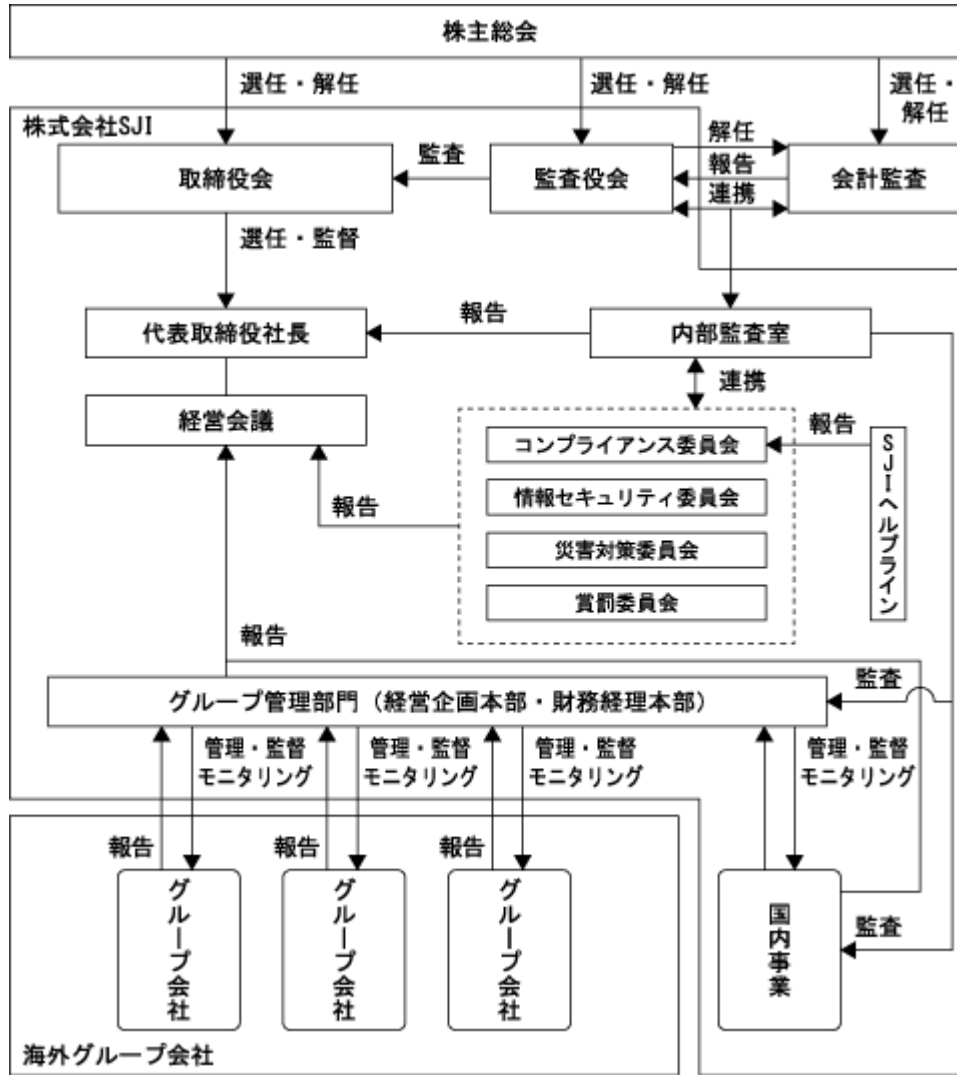 株主総会
選任・解任
選任・解任
選任・
解任
株式会社SJI
取締役会
監査
監査役会
解任
報告
連携
会計監査
選任・監督
代表取締役社長
報告
内部監査室
連携
経営会議
コンプライアンス委員会
報告
SJIヘルプライン
情報セキュリティ委員会
報告
災害対策委員会
賞罰委員会
報告
グループ管理部門（経営企画本部・財務経理本部）
監査
管理・監督
モニタリング
管理・監督
モニタリング
管理・監督
モニタリング
管理・監督
モニタリング
報告
報告
報告
グループ会社
グループ会社
グループ会社
国内事業
監査
海外グループ会社